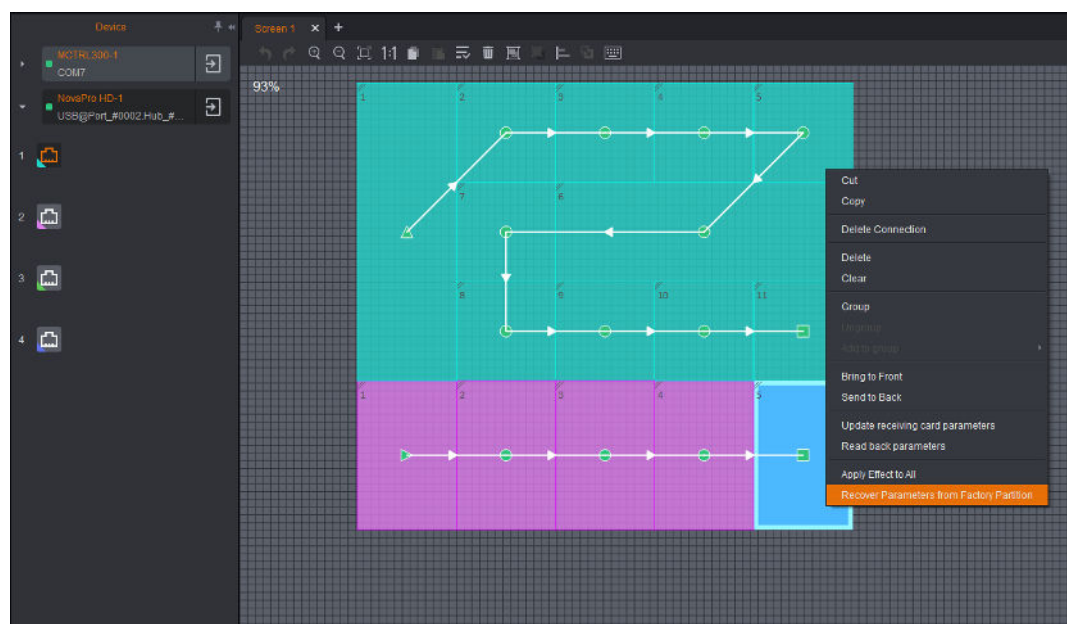 Device
MCTRL300-1
COM7
NovaPro HD-1
USB@Port_#0002.Hub_#...
1
2
3
4
Screen 1
1:1
93%
1 2 3 4 5
7 6
8 9 10 11
1 2 3 4 5
Cut
Copy
Delete Connection
Delete
Clear
Group
Ungroup
Add to group
Bring to Front
Send to Back
Update receiving card parameters
Read back parameters
Apply Effect to All
Recover Parameters from Factory Partition